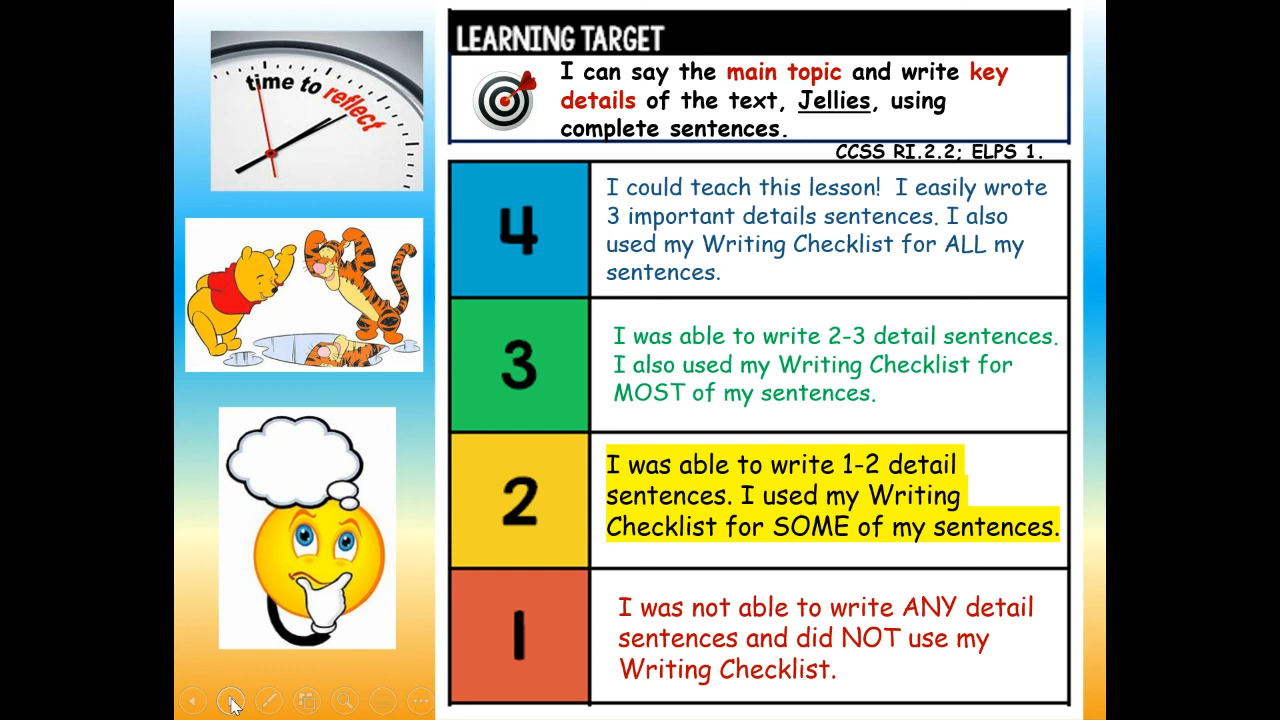 time to reflect
LEARNING TARGET
I can say the main topic and write key
details of the text, Jellies, using
complete sentences.
CCSS RI.2.2; ELPS 1.
4
I could teach this lesson!  I easily wrote
3 important details sentences. I also
used my Writing Checklist for ALL my
sentences.
3
I was able to write 2-3 detail sentences.
I also used my Writing Checklist for
MOST of my sentences.
2
I was able to write 1-2 detail
sentences. I used my Writing
Checklist for SOME of my sentences.
1
I was not able to write ANY detail
sentences and did NOT use my
Writing Checklist.